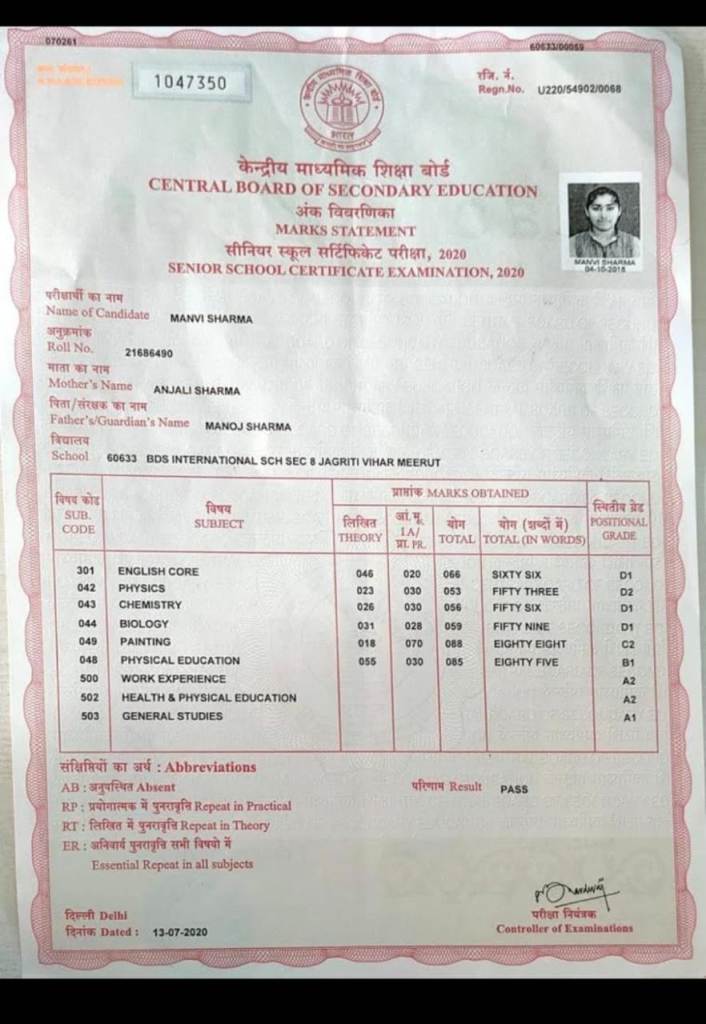 070261
60633/00059
1047350
रजि. नं.
Regn.No. U220/54902/0068
भारत
केन्द्रीय माध्यमिक शिक्षा बोर्ड
CENTRAL BOARD OF SECONDARY EDUCATION
अंक विवरणिका
MARKS STATEMENT
सीनियर स्कूल सर्टिफिकेट परीक्षा, 2020
SENIOR SCHOOL CERTIFICATE EXAMINATION, 2020
MANVI SHARMA
04-10-2018
परीक्षार्थी का नाम
Name of Candidate MANVI SHARMA
अनुक्रमांक
Roll No. 21686490
माता का नाम
Mother's Name ANJALI SHARMA
पिता/संरक्षक का नाम
Father's/Guardian's Name MANOJ SHARMA
विद्यालय
School 60633 BDS INTERNATIONAL SCH SEC 8 JAGRITI VIHAR MEERUT
विषय कोड SUB. CODE
विषय SUBJECT
प्राप्तांक MARKS OBTAINED
लिखित THEORY
आं.मू. IA/ प्रा. PR.
योग TOTAL
योग (शब्दों में) TOTAL (IN WORDS)
स्थितीय ग्रेड POSITIONAL GRADE
301 ENGLISH CORE 046 020 066 SIXTY SIX D1
042 PHYSICS 023 030 053 FIFTY THREE D2
043 CHEMISTRY 026 030 056 FIFTY SIX D1
044 BIOLOGY 031 028 059 FIFTY NINE D1
049 PAINTING 018 070 088 EIGHTY EIGHT C2
048 PHYSICAL EDUCATION 055 030 085 EIGHTY FIVE B1
500 WORK EXPERIENCE A2
502 HEALTH & PHYSICAL EDUCATION A2
503 GENERAL STUDIES A1
संक्षिप्तियों का अर्थ : Abbreviations
AB : अनुपस्थित Absent
परिणाम Result PASS
RP : प्रयोगात्मक में पुनरावृत्ति Repeat in Practical
RT : लिखित में पुनरावृत्ति Repeat in Theory
ER : अनिवार्य पुनरावृत्ति सभी विषयो में
Essential Repeat in all subjects
दिल्ली Delhi
दिनांक Dated : 13-07-2020
परीक्षा नियंत्रक
Controller of Examinations